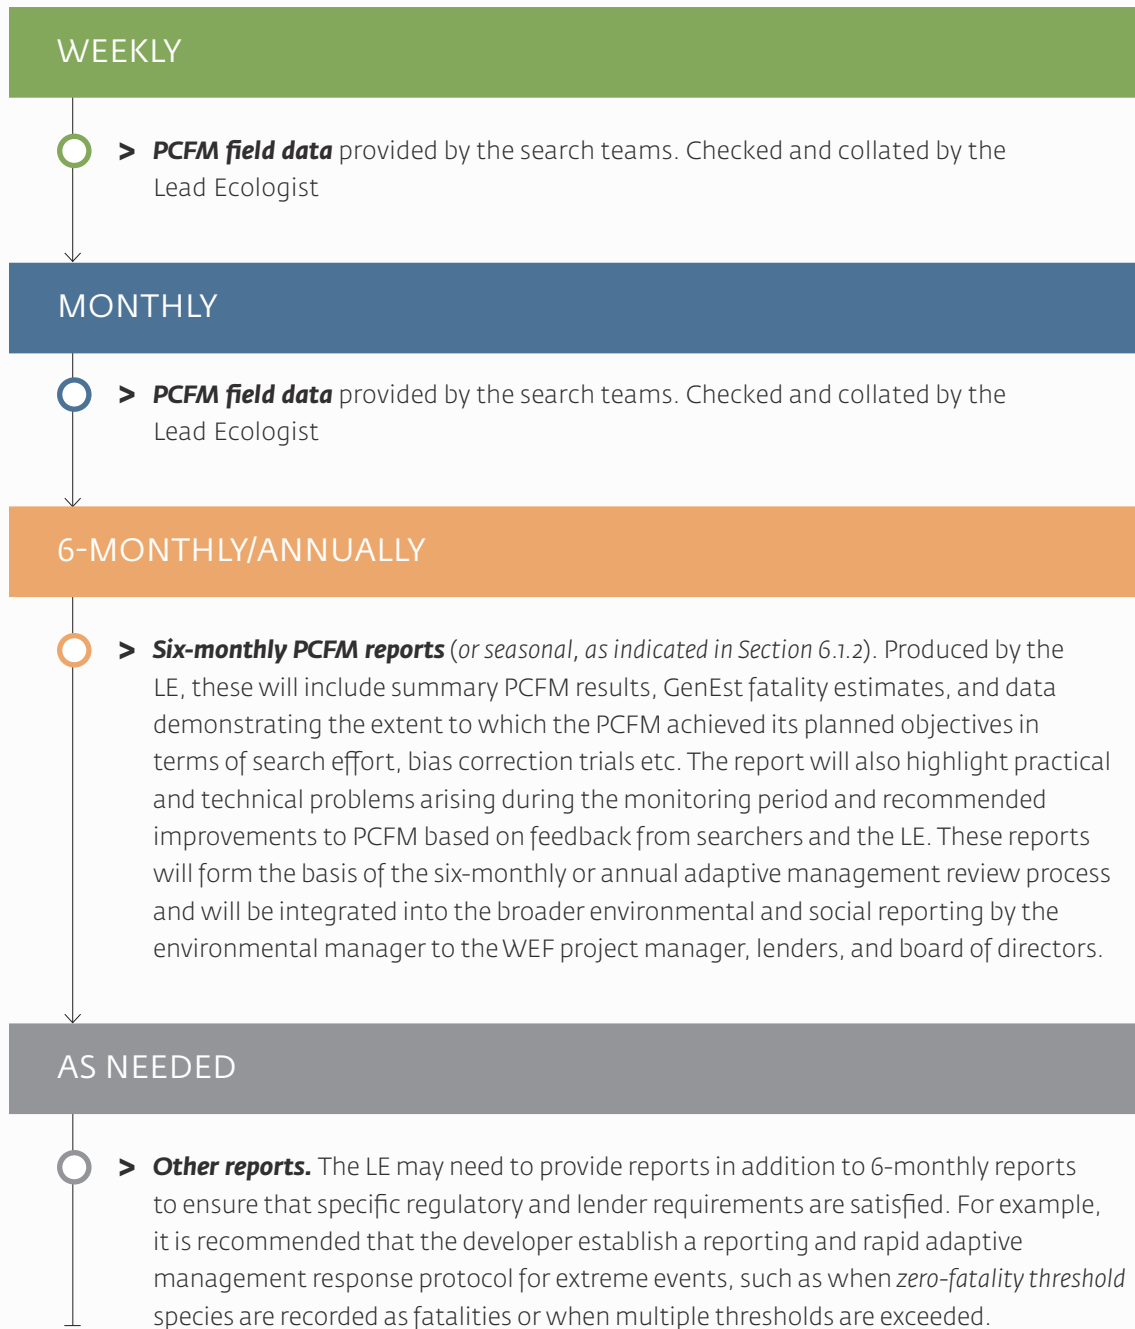 WEEKLY
> PCFM field data provided by the search teams. Checked and collated by the
Lead Ecologist
MONTHLY
> PCFM field data provided by the search teams. Checked and collated by the
Lead Ecologist
6-MONTHLY/ANNUALLY
> Six-monthly PCFM reports (or seasonal, as indicated in Section 6.1.2). Produced by the
LE, these will include summary PCFM results, GenEst fatality estimates, and data
demonstrating the extent to which the PCFM achieved its planned objectives in
terms of search effort, bias correction trials etc. The report will also highlight practical
and technical problems arising during the monitoring period and recommended
improvements to PCFM based on feedback from searchers and the LE. These reports
will form the basis of the six-monthly or annual adaptive management review process
and will be integrated into the broader environmental and social reporting by the
environmental manager to the WEF project manager, lenders, and board of directors.
AS NEEDED
> Other reports. The LE may need to provide reports in addition to 6-monthly reports
to ensure that specific regulatory and lender requirements are satisfied. For example,
it is recommended that the developer establish a reporting and rapid adaptive
management response protocol for extreme events, such as when zero-fatality threshold
species are recorded as fatalities or when multiple thresholds are exceeded.